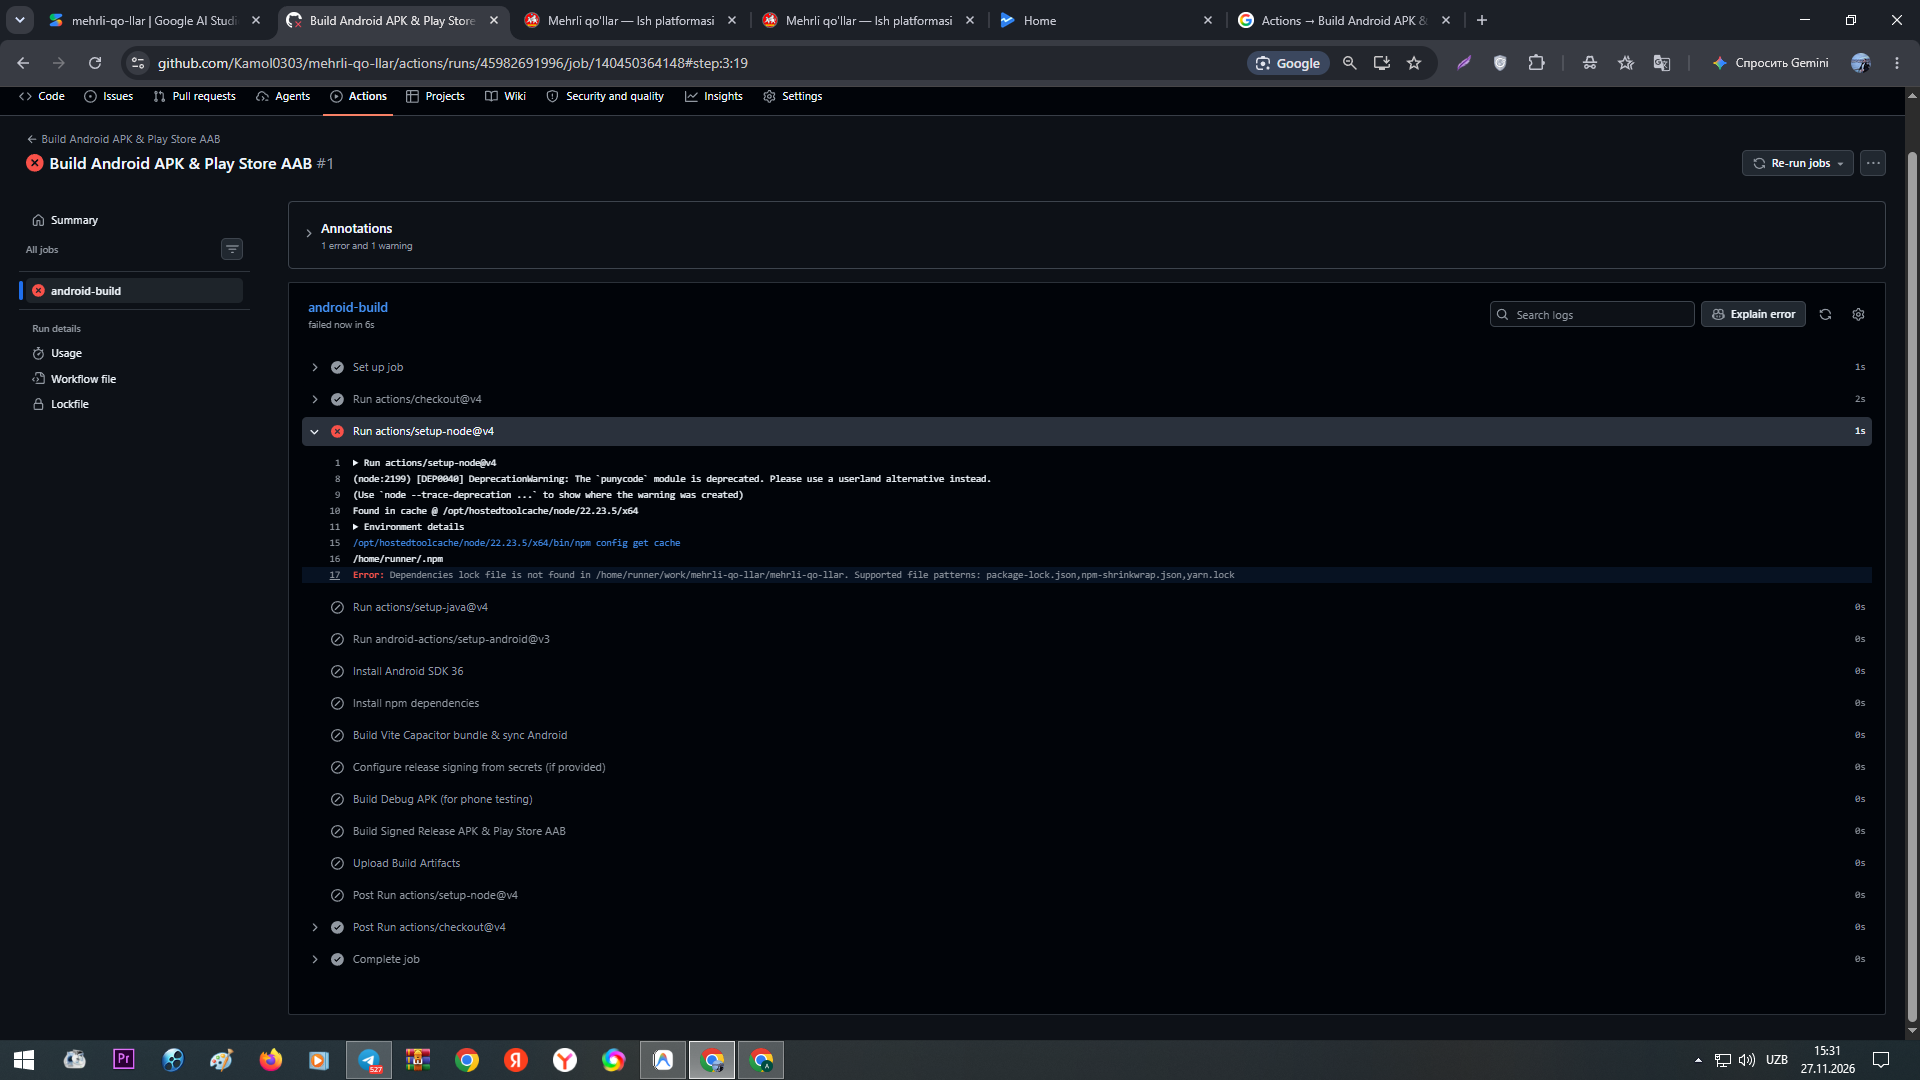 mehrli-qo-llar | Google AI Studi
Build Android APK & Play Store
Mehrli qo'llar — Ish platformasi
Mehrli qo'llar — Ish platformasi
Home
Actions → Build Android APK &
github.com/Kamol0303/mehrli-qo-llar/actions/runs/45982691996/job/140450364148#step:3:19
Google
Спросить Gemini
Code
Issues
Pull requests
Agents
Actions
Projects
Wiki
Security and quality
Insights
Settings
Build Android APK & Play Store AAB
Build Android APK & Play Store AAB #1
Re-run jobs
Summary
All jobs
android-build
Run details
Usage
Workflow file
Lockfile
Annotations
1 error and 1 warning
android-build
failed now in 6s
Search logs
Explain error
Set up job 1s
Run actions/checkout@v4 2s
Run actions/setup-node@v4 1s
1 Run actions/setup-node@v4
8 (node:2199) [DEP0040] DeprecationWarning: The `punycode` module is deprecated. Please use a userland alternative instead.
9 (Use `node --trace-deprecation ...` to show where the warning was created)
10 Found in cache @ /opt/hostedtoolcache/node/22.23.5/x64
11 Environment details
15 /opt/hostedtoolcache/node/22.23.5/x64/bin/npm config get cache
16 /home/runner/.npm
17 Error: Dependencies lock file is not found in /home/runner/work/mehrli-qo-llar/mehrli-qo-llar. Supported file patterns: package-lock.json,npm-shrinkwrap.json,yarn.lock
Run actions/setup-java@v4 0s
Run android-actions/setup-android@v3 0s
Install Android SDK 36 0s
Install npm dependencies 0s
Build Vite Capacitor bundle & sync Android 0s
Configure release signing from secrets (if provided) 0s
Build Debug APK (for phone testing) 0s
Build Signed Release APK & Play Store AAB 0s
Upload Build Artifacts 0s
Post Run actions/setup-node@v4 0s
Post Run actions/checkout@v4 0s
Complete job 0s
Pr
527
Я
Y
A
UZB
15:31
27.11.2026